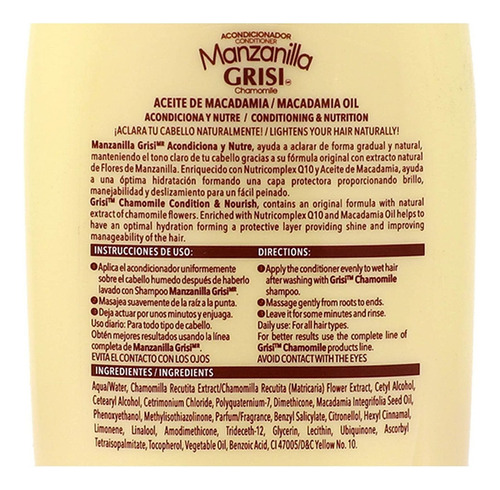 ACONDICIONADOR
CONDITIONER
Manzanilla
GRISI MR
Chamomile
ACEITE DE MACADAMIA / MACADAMIA OIL
ACONDICIONA Y NUTRE / CONDITIONING & NUTRITION
¡ACLARA TU CABELLO NATURALMENTE! / LIGHTENS YOUR HAIR NATURALLY!
Manzanilla GrisiMR Acondiciona y Nutre, ayuda a aclarar de forma gradual y natural,
manteniendo el tono claro de tu cabello gracias a su fórmula original con extracto natural
de Flores de Manzanilla. Enriquecido con Nutricomplex Q10 y Aceite de Macadamia, ayuda
a una óptima hidratación formando una capa protectora proporcionando brillo,
manejabilidad y deslizamiento para un fácil peinado.
Grisi™ Chamomile Condition & Nourish, contains an original formula with natural
extract of chamomile flowers. Enriched with Nutricomplex Q10 and Macadamia Oil helps to
have an optimal hydration forming a protective layer providing shine and improving
manageability of the hair.
INSTRUCCIONES DE USO:
1 Aplica el acondicionador uniformemente
sobre el cabello humedo después de haberlo
lavado con Shampoo Manzanilla GrisiMR.
2 Masajea suavemente de la raíz a la punta.
3 Deja actuar por unos minutos y enjuaga.
Uso diario: Para todo tipo de cabello.
Obtén mejores resultados usando la línea
completa de Manzanilla GrisiMR.
EVITA EL CONTACTO CON LOS OJOS
DIRECTIONS:
1 Apply the conditioner evenly to wet hair
after washing with Grisi™ Chamomile
shampoo.
2 Massage gently from roots to ends.
3 Leave it for some minutes and rinse.
Daily use: For all hair types.
For better results use the complete line of
Grisi™ Chamomile products line.
AVOID CONTACT WITH THE EYES
INGREDIENTES / INGREDIENTS
Aqua/Water, Chamomilla Recutita Extract/Chamomilla Recutita (Matricaria) Flower Extract, Cetyl Alcohol,
Cetearyl Alcohol, Cetrimonium Chloride, Polyquaternium-7, Dimethicone, Macadamia Integrifolia Seed Oil,
Phenoxyethanol, Methylisothiazolinone, Parfum/Fragrance, Benzyl Salicylate, Citronellol, Hexyl Cinnamal,
Limonene, Linalool, Amodimethicone, Trideceth-12, Glycerin, Lecithin, Ubiquinone, Ascorbyl
Tetraisopalmitate, Tocopherol, Vegetable Oil, Benzoic Acid, CI 47005/D&C Yellow No. 10.